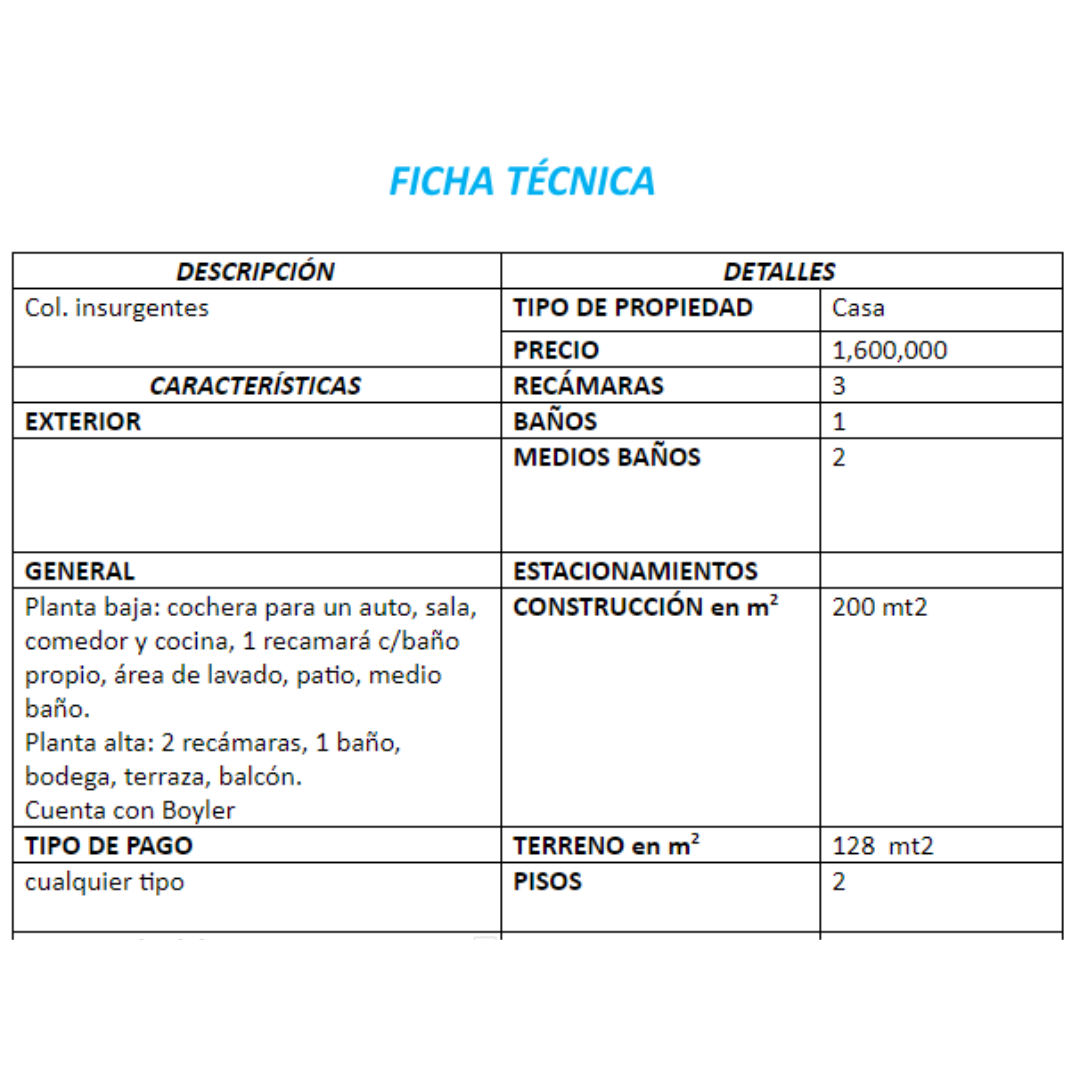 FICHA TÉCNICA
DESCRIPCIÓN
DETALLES
Col. insurgentes
TIPO DE PROPIEDAD
Casa
PRECIO
1,600,000
CARACTERÍSTICAS
RECÁMARAS
3
EXTERIOR
BAÑOS
1
MEDIOS BAÑOS
2
GENERAL
ESTACIONAMIENTOS
Planta baja: cochera para un auto, sala,
comedor y cocina, 1 recamará c/baño
propio, área de lavado, patio, medio
baño.
Planta alta: 2 recámaras, 1 baño,
bodega, terraza, balcón.
Cuenta con Boyler
CONSTRUCCIÓN en m²
200 mt2
TIPO DE PAGO
TERRENO en m²
128 mt2
cualquier tipo
PISOS
2